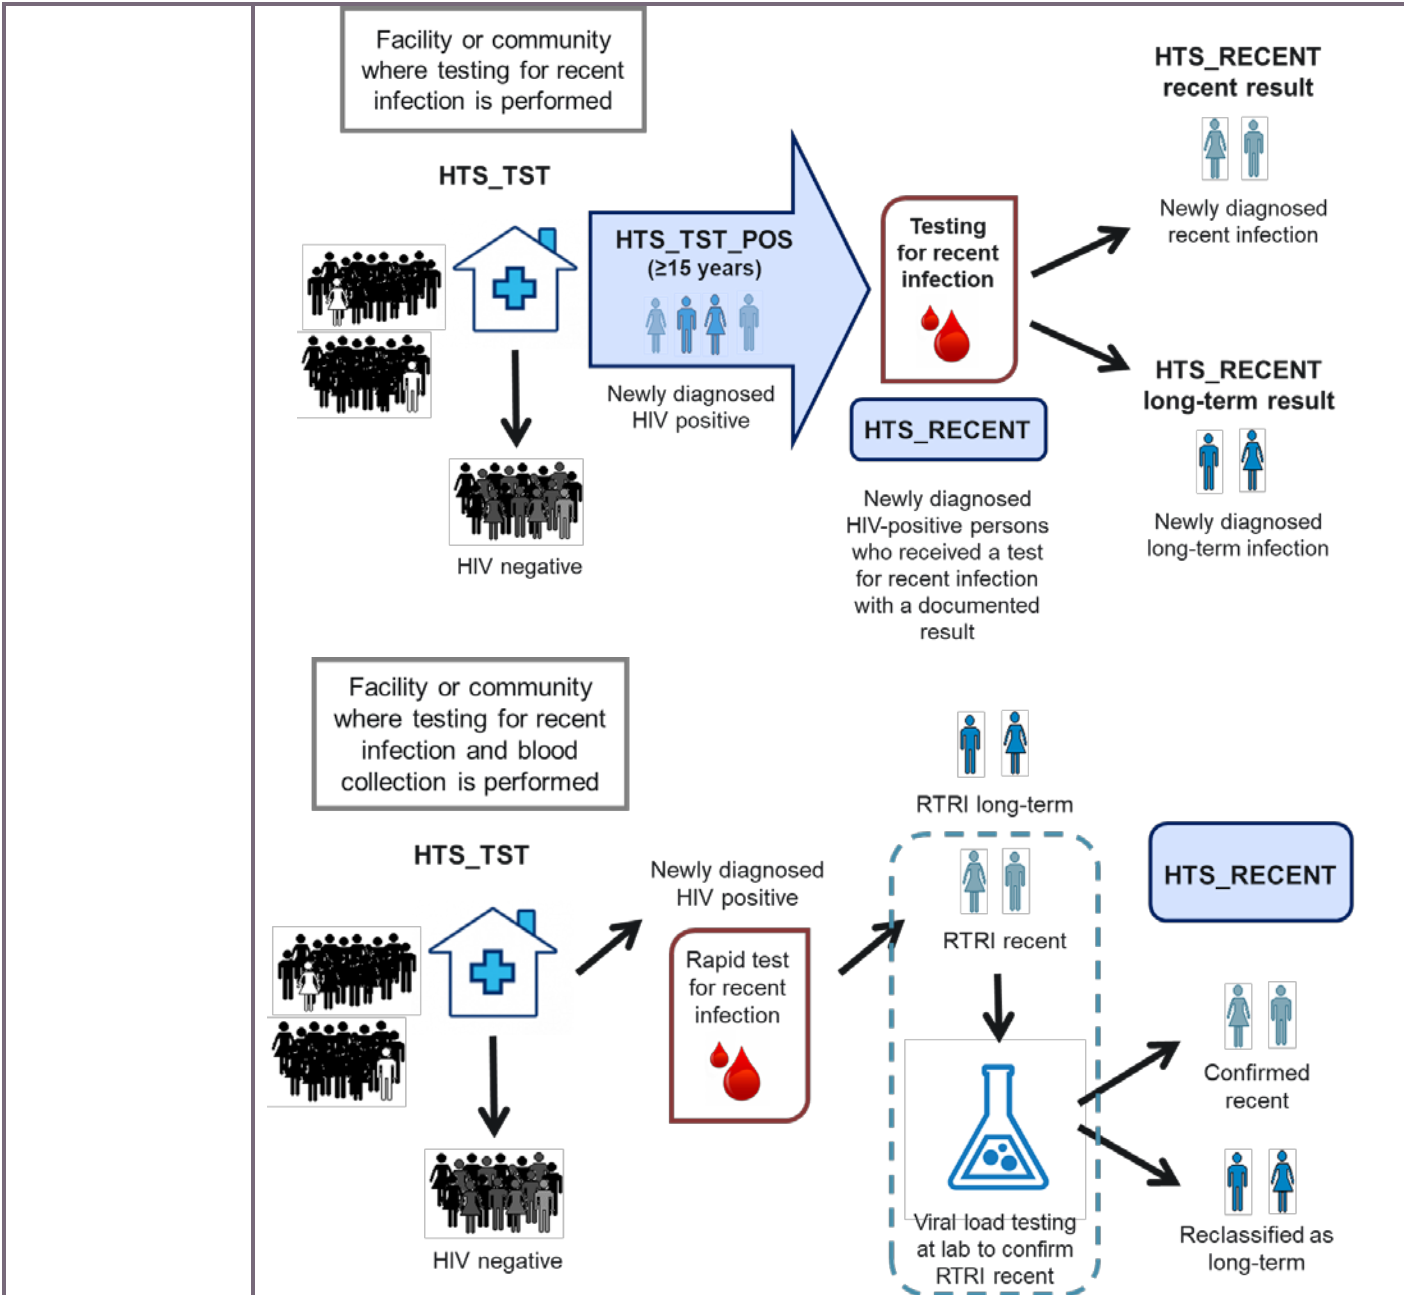 Facility or community
where testing for recent
infection is performed
HTS_TST
HTS_TST_POS
(≥15 years)
Newly diagnosed
HIV positive
HIV negative
Testing
for recent
infection
HTS_RECENT
Newly diagnosed
HIV-positive persons
who received a test
for recent infection
with a documented
result
HTS_RECENT
recent result
Newly diagnosed
recent infection
HTS_RECENT
long-term result
Newly diagnosed
long-term infection
Facility or community
where testing for recent
infection and blood
collection is performed
HTS_TST
HIV negative
Newly diagnosed
HIV positive
Rapid test
for recent
infection
RTRI long-term
RTRI recent
Viral load testing
at lab to confirm
RTRI recent
HTS_RECENT
Confirmed
recent
Reclassified as
long-term